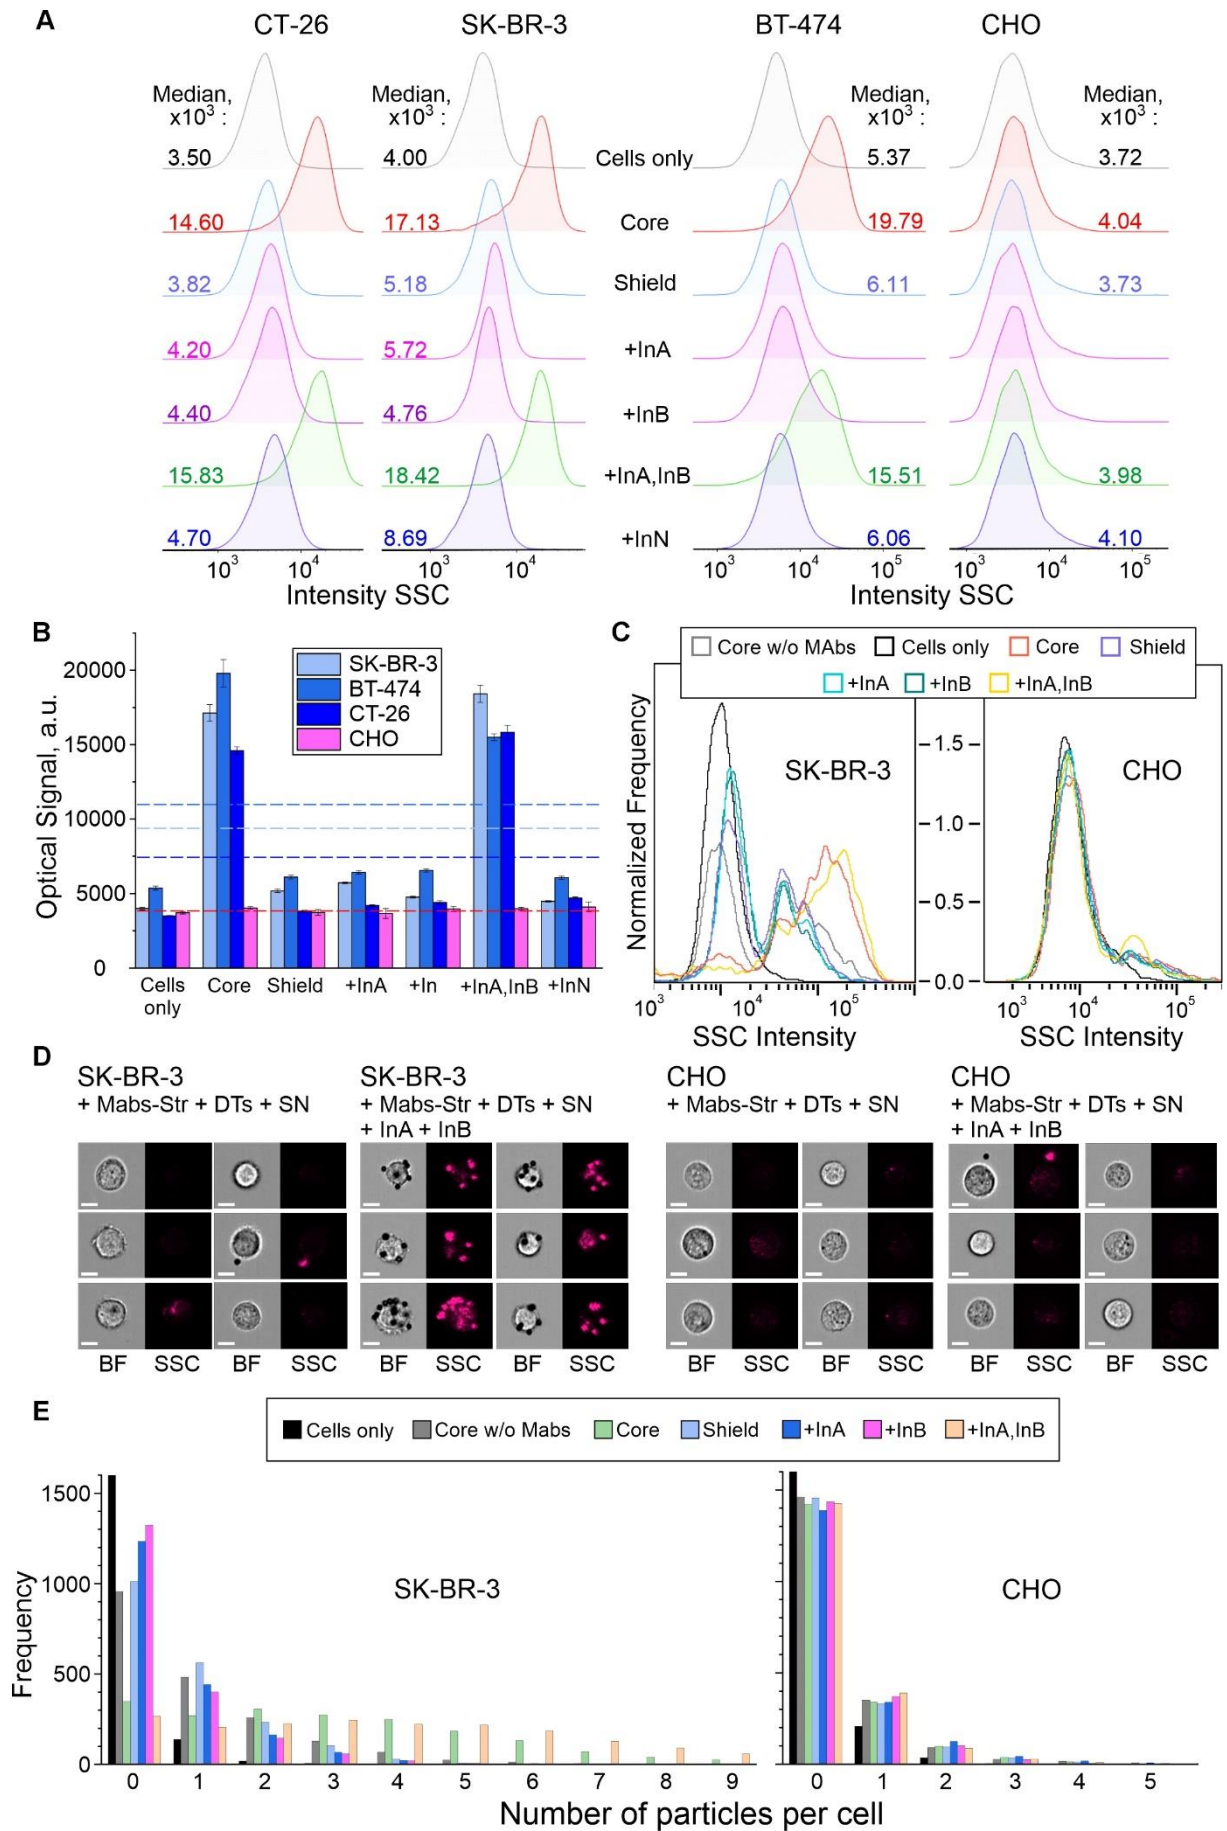 A
CT-26 SK-BR-3 BT-474 CHO
Median, x10³ : Median, x10³ : Median, x10³ : Median, x10³ :
3.50 4.00 Cells only 5.37 3.72
14.60 17.13 Core 19.79 4.04
3.82 5.18 Shield 6.11 3.73
4.20 5.72 +InA
4.40 4.76 +InB
15.83 18.42 +InA,InB 15.51 3.98
4.70 8.69 +InN 6.06 4.10
10³ 10⁴ 10³ 10⁴ 10³ 10⁴ 10⁵ 10³ 10⁴ 10⁵
Intensity SSC Intensity SSC
B
Optical Signal, a.u.
20000
15000
10000
5000
0
SK-BR-3
BT-474
CT-26
CHO
Cells only Core Shield +InA +In +InA,InB +InN
C
Core w/o MAbs Cells only Core Shield
+InA +InB +InA,InB
Normalized Frequency
SK-BR-3 CHO
1.5
1.0
0.5
0.0
10³ 10⁴ 10⁵ 10³ 10⁴ 10⁵
SSC Intensity SSC Intensity
D
SK-BR-3
+ Mabs-Str + DTs + SN
SK-BR-3
+ Mabs-Str + DTs + SN
+ InA + InB
CHO
+ Mabs-Str + DTs + SN
CHO
+ Mabs-Str + DTs + SN
+ InA + InB
BF SSC BF SSC BF SSC BF SSC BF SSC BF SSC BF SSC BF SSC
E
Cells only Core w/o Mabs Core Shield +InA +InB +InA,InB
Frequency
1500
1000
500
0
SK-BR-3 CHO
0 1 2 3 4 5 6 7 8 9 0 1 2 3 4 5
Number of particles per cell